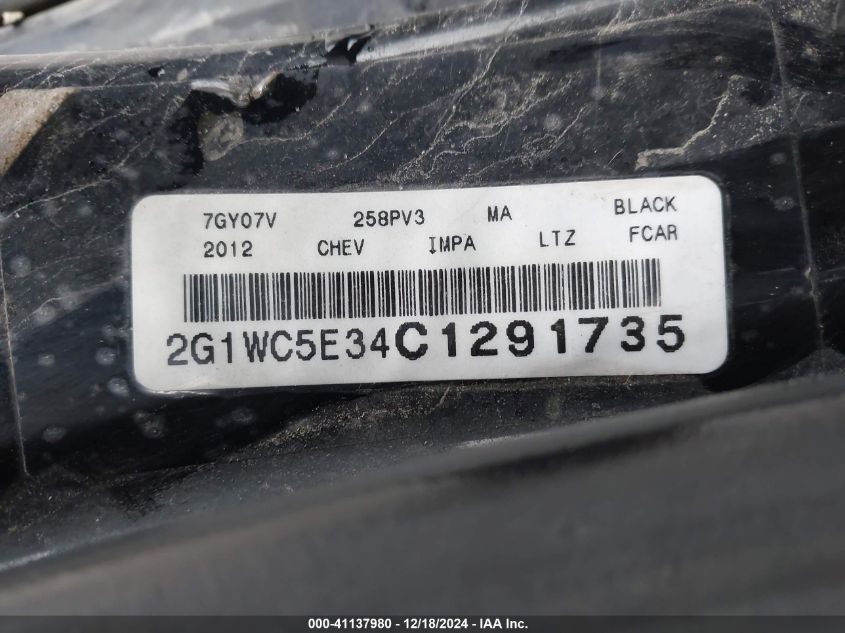 7GY07V 258PV3 MA BLACK
2012 CHEV IMPA LTZ FCAR
2G1WC5E34C1291735
000-41137980 - 12/18/2024 - IAA Inc.